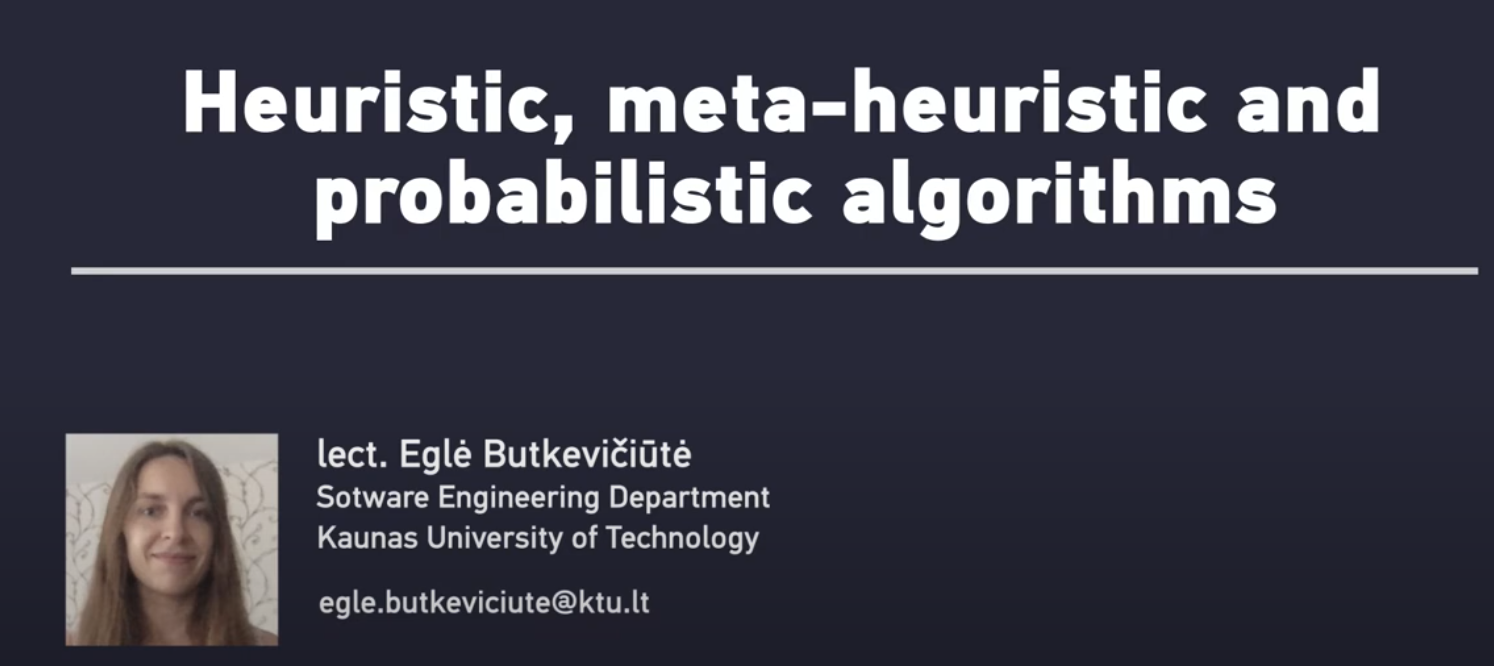 Heuristic, meta-heuristic and
probabilistic algorithms
lect. Eglė Butkevičiūtė
Sotware Engineering Department
Kaunas University of Technology
egle.butkeviciute@ktu.lt